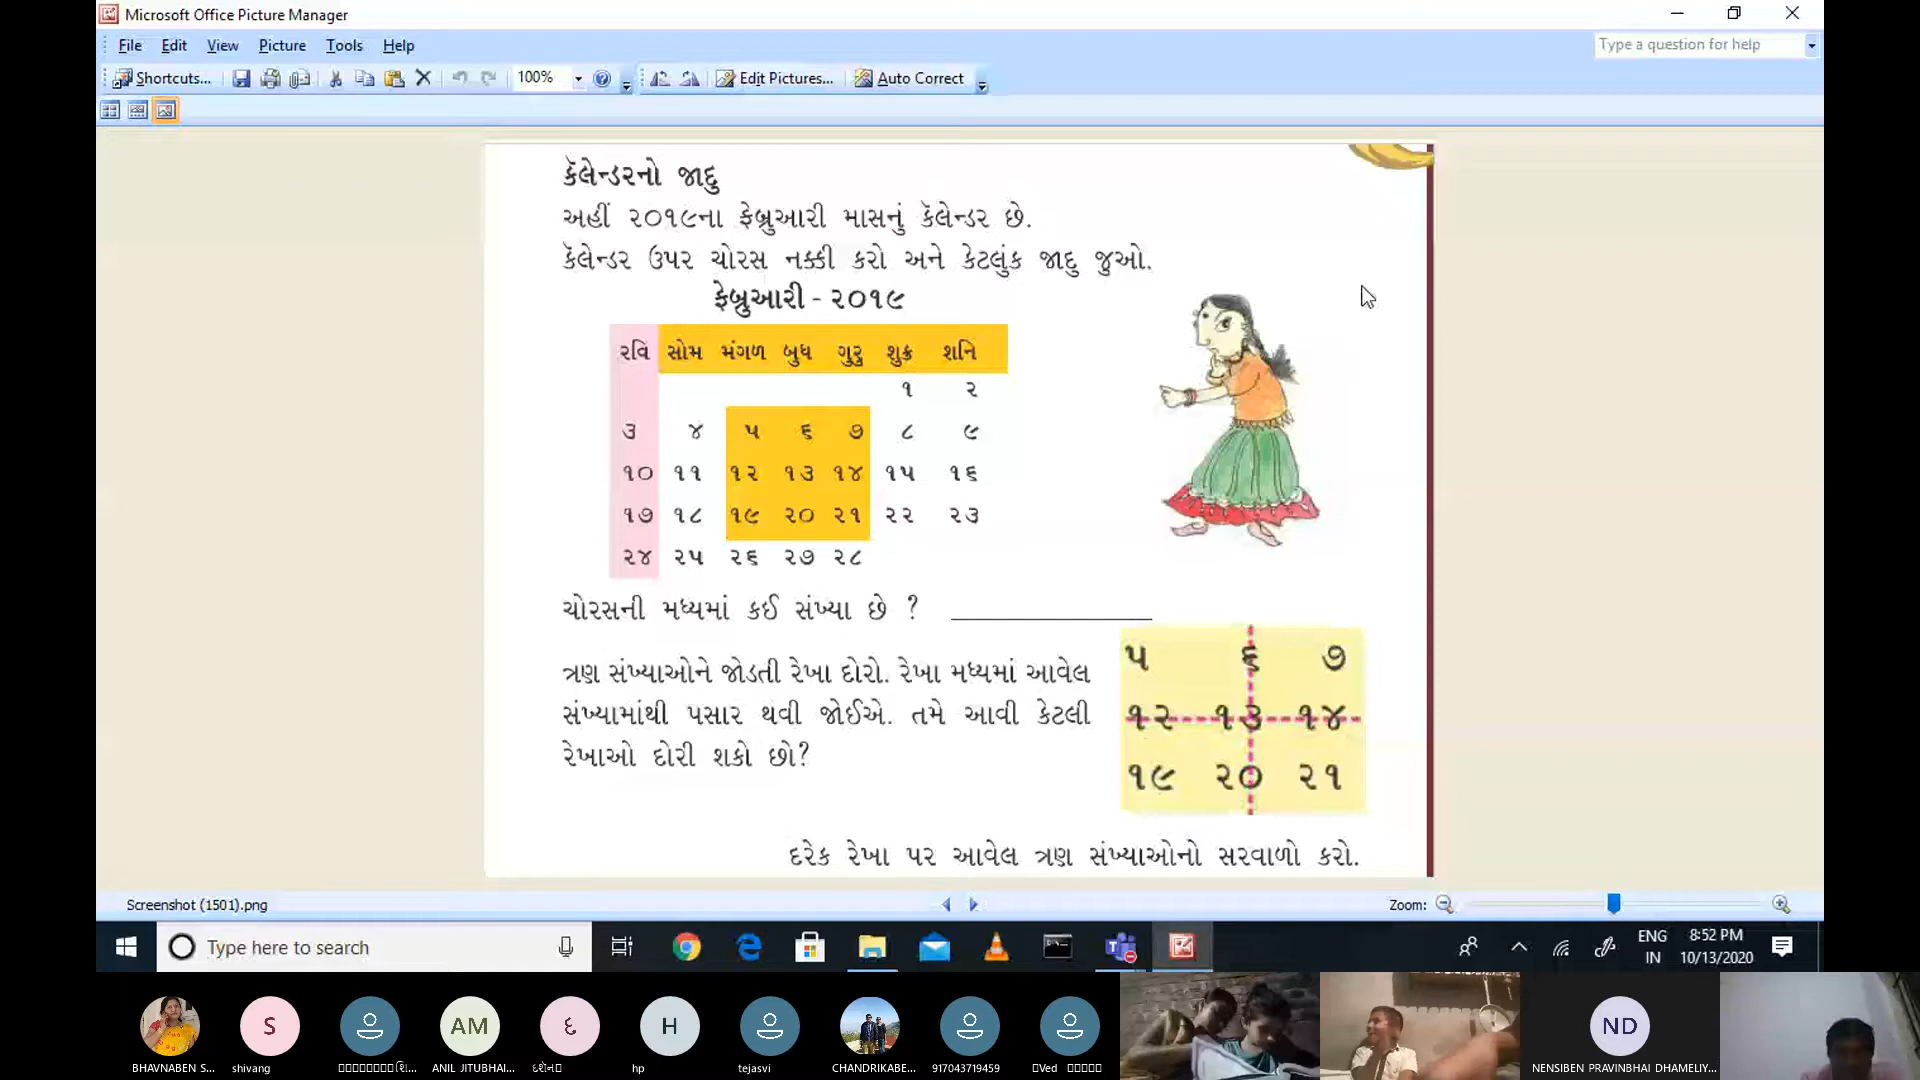 Microsoft Office Picture Manager
File Edit View Picture Tools Help
Type a question for help
Shortcuts... 100% Edit Pictures... Auto Correct
કૅલેન્ડરનો જાદુ
અહીં ૨૦૧૯ના ફેબ્રુઆરી માસનું કૅલેન્ડર છે.
કૅલેન્ડર ઉપર ચોરસ નક્કી કરો અને કેટલુંક જાદુ જુઓ.
ફેબ્રુઆરી - ૨૦૧૯
રવિ સોમ મંગળ બુધ ગુરુ શુક્ર શનિ
૧ ૨
૩ ૪ ૫ ૬ ૭ ૮ ૯
૧૦ ૧૧ ૧૨ ૧૩ ૧૪ ૧૫ ૧૬
૧૭ ૧૮ ૧૯ ૨૦ ૨૧ ૨૨ ૨૩
૨૪ ૨૫ ૨૬ ૨૭ ૨૮
ચોરસની મધ્યમાં કઈ સંખ્યા છે ?
ત્રણ સંખ્યાઓને જોડતી રેખા દોરો. રેખા મધ્યમાં આવેલ
સંખ્યામાંથી પસાર થવી જોઈએ. તમે આવી કેટલી
રેખાઓ દોરી શકો છો?
૫ ૬ ૭
૧૨ ૧૩ ૧૪
૧૯ ૨૦ ૨૧
દરેક રેખા પર આવેલ ત્રણ સંખ્યાઓનો સરવાળો કરો.
Screenshot (1501).png
Zoom:
Type here to search
ENG 8:52 PM
IN 10/13/2020
S AM દ H ND
BHAVNABEN S... shivang ANIL JITUBHAI... hp tejasvi CHANDRIKABE... 917043719459 Ved NENSIBEN PRAVINBHAI DHAMELIY...